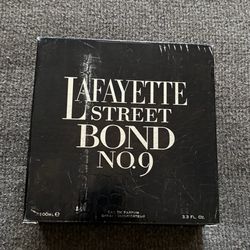 LAFAYETTE
STREET
BOND
NO.9
100ML ℮
EAU DE PARFUM
3.3 FL. OZ.